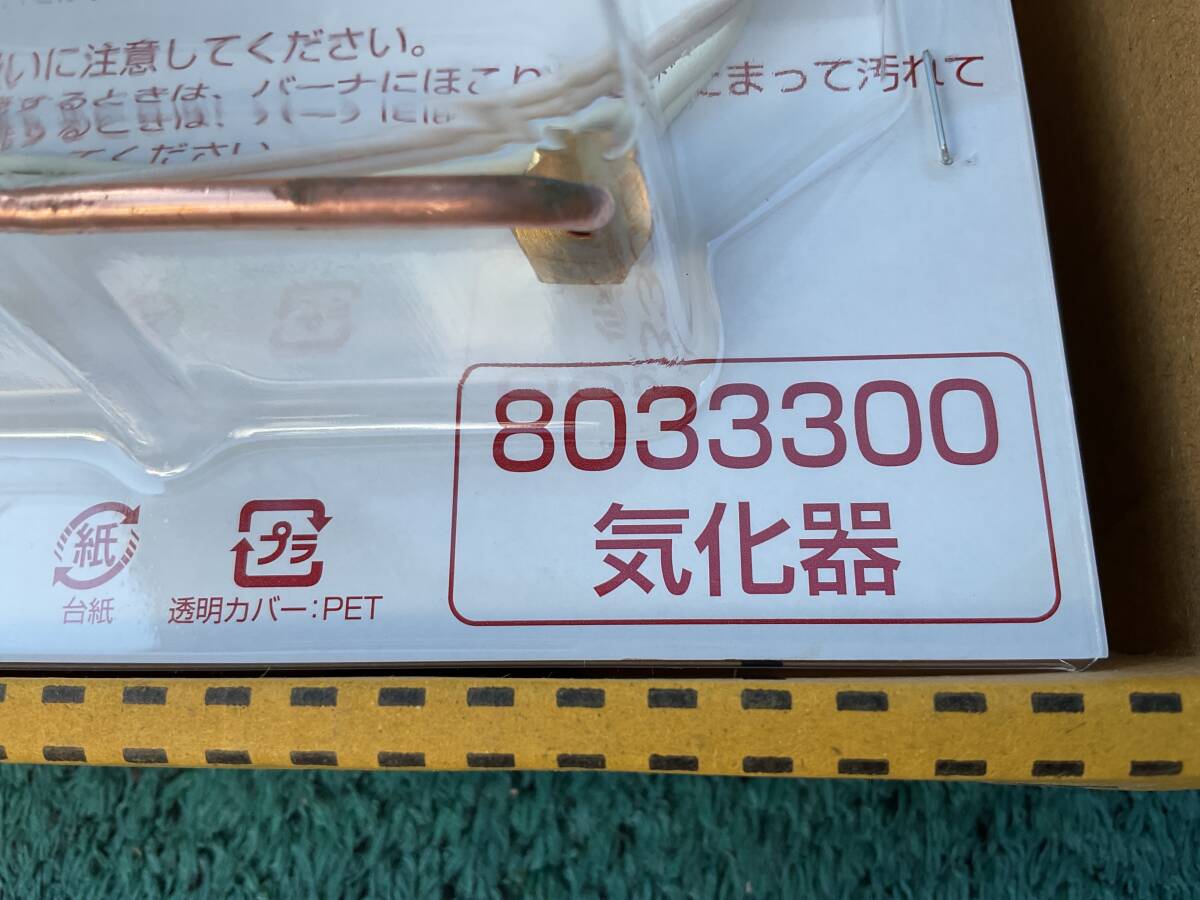 いに注意してください。
するときは、バーナにほこり たまって汚れて
てください
8033300
気化器
紙
台紙
プラ
透明カバー:PET